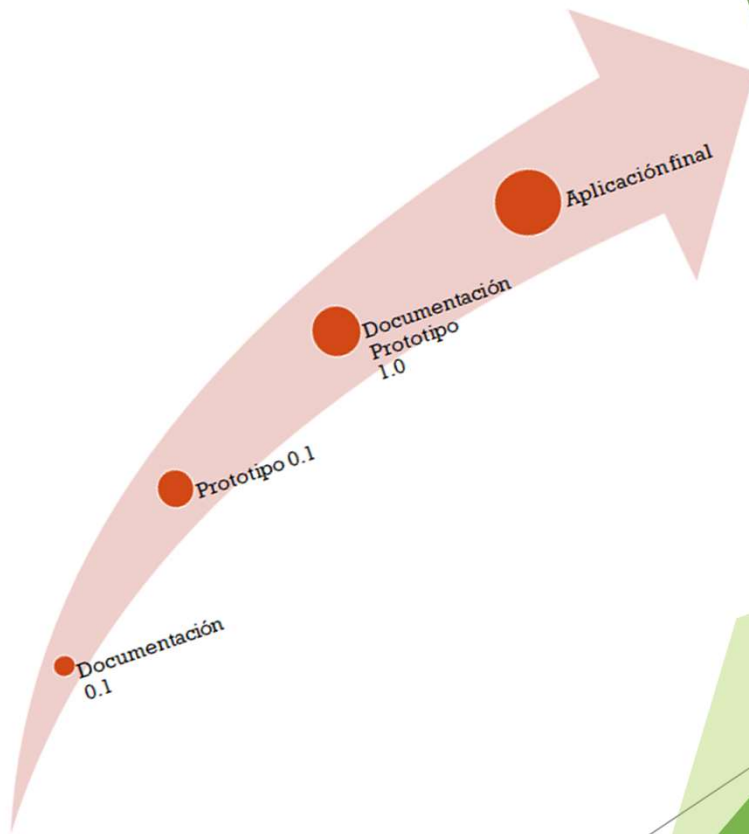 Aplicación final
Documentación
Prototipo
1.0
Prototipo 0.1
Documentación
0.1